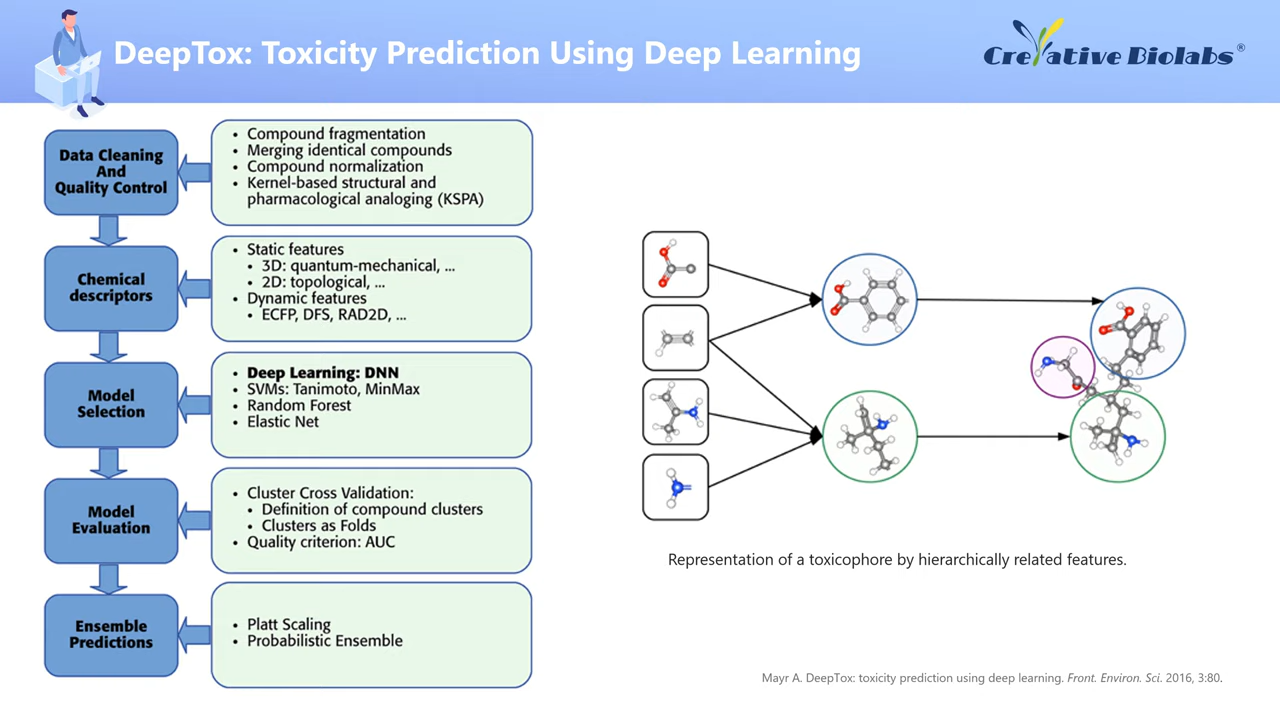 DeepTox: Toxicity Prediction Using Deep Learning
Creative Biolabs®
Data Cleaning
And
Quality Control
• Compound fragmentation
• Merging identical compounds
• Compound normalization
• Kernel-based structural and
pharmacological analoging (KSPA)
Chemical
descriptors
• Static features
• 3D: quantum-mechanical, ...
• 2D: topological, ...
• Dynamic features
• ECFP, DFS, RAD2D, ...
Model
Selection
• Deep Learning: DNN
• SVMs: Tanimoto, MinMax
• Random Forest
• Elastic Net
Model
Evaluation
• Cluster Cross Validation:
• Definition of compound clusters
• Clusters as Folds
• Quality criterion: AUC
Ensemble
Predictions
• Platt Scaling
• Probabilistic Ensemble
Representation of a toxicophore by hierarchically related features.
Mayr A. DeepTox: toxicity prediction using deep learning. Front. Environ. Sci. 2016, 3:80.